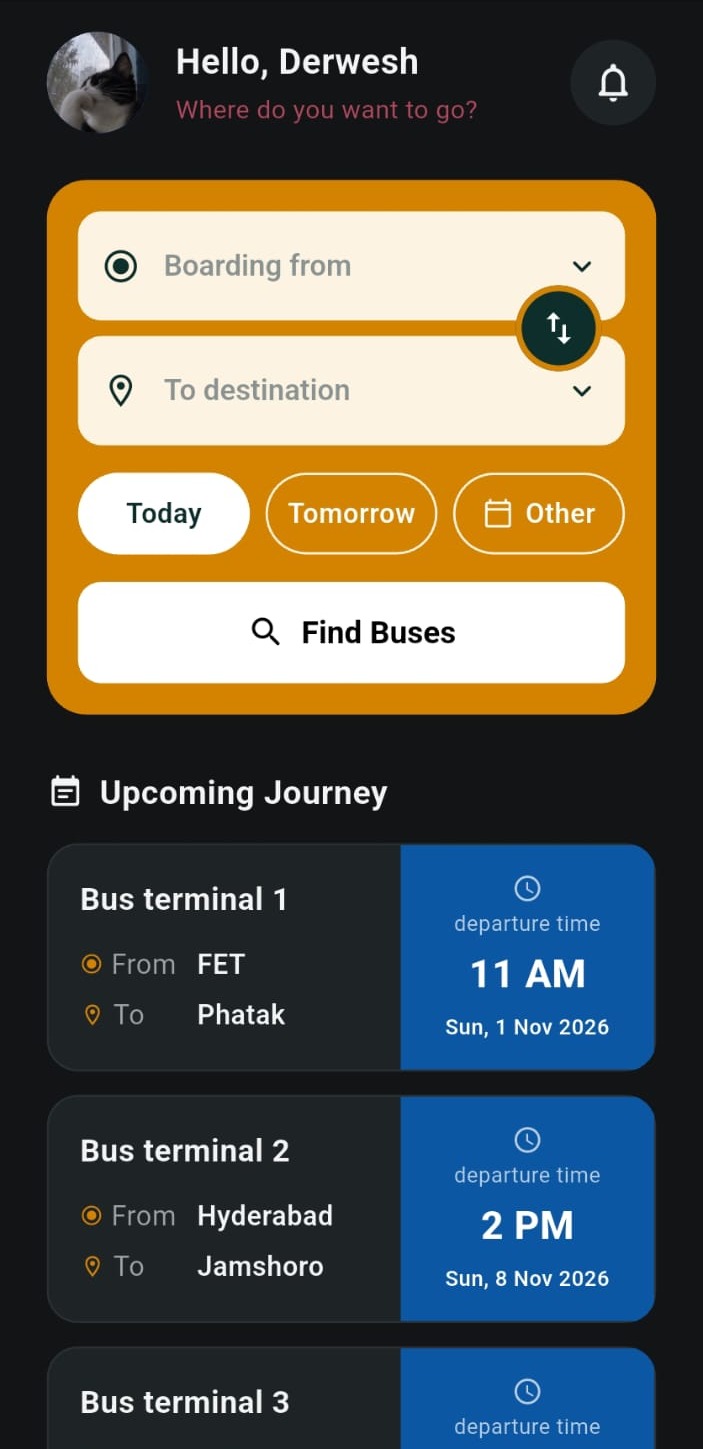 Hello, Derwesh
Where do you want to go?
Boarding from
To destination
Today
Tomorrow
Other
Find Buses
Upcoming Journey
Bus terminal 1
From FET
To Phatak
departure time
11 AM
Sun, 1 Nov 2026
Bus terminal 2
From Hyderabad
To Jamshoro
departure time
2 PM
Sun, 8 Nov 2026
Bus terminal 3
departure time